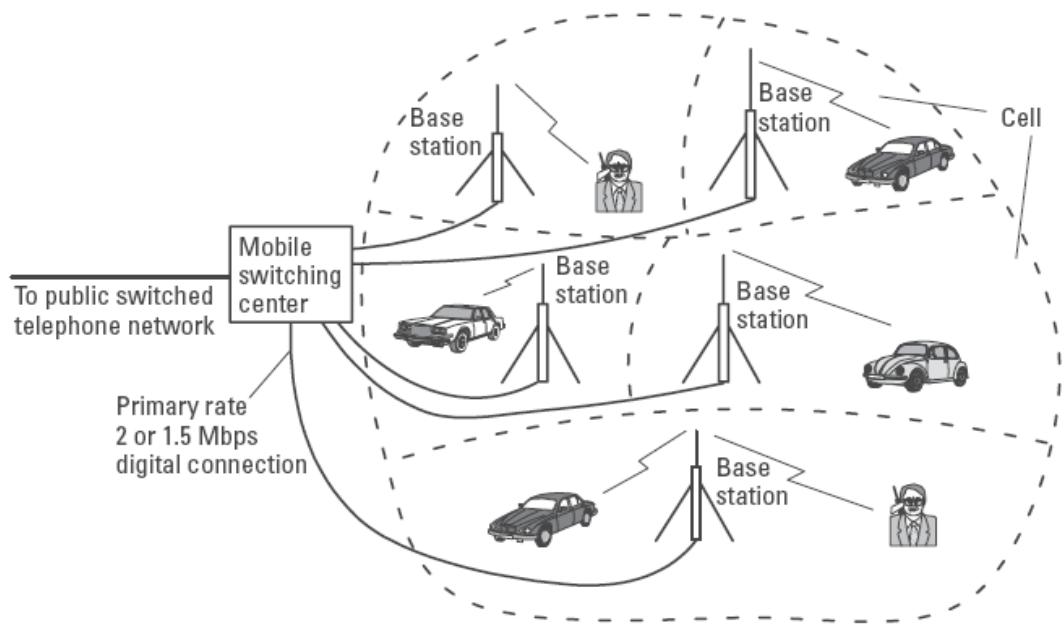 Base
station
Base
station
Cell
Mobile
switching
center
To public switched
telephone network
Base
station
Base
station
Primary rate
2 or 1.5 Mbps
digital connection
Base
station